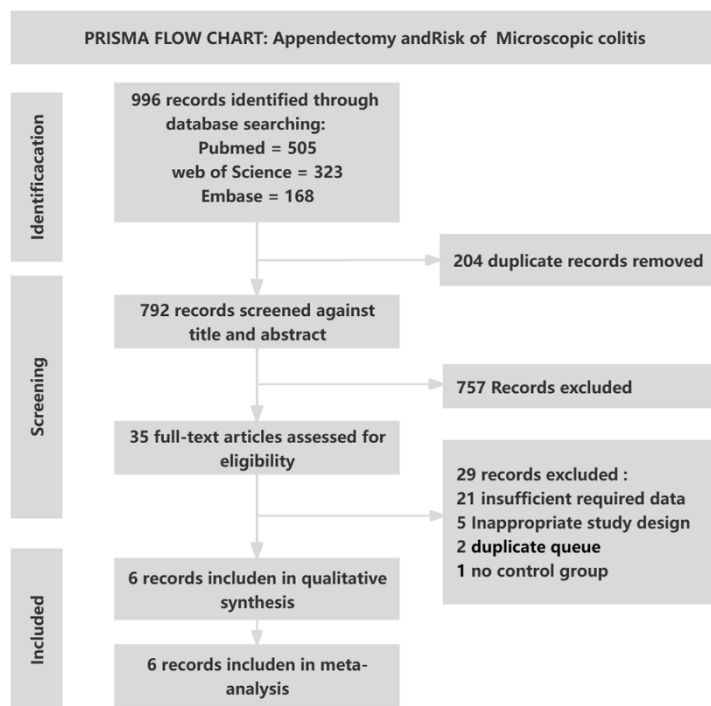 PRISMA FLOW CHART: Appendectomy andRisk of Microscopic colitis
Identificacation
996 records identified through
database searching:
Pubmed = 505
web of Science = 323
Embase = 168
204 duplicate records removed
Screening
792 records screened against
title and abstract
757 Records excluded
35 full-text articles assessed for
eligibility
29 records excluded :
21 insufficient required data
5 Inappropriate study design
2 duplicate queue
1 no control group
Included
6 records includen in qualitative
synthesis
6 records includen in meta-
analysis